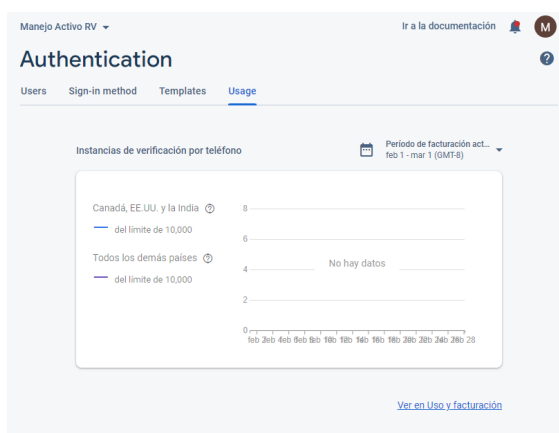 Manejo Activo RV
Ir a la documentación
M
Authentication
Users Sign-in method Templates Usage
Instancias de verificación por teléfono
Período de facturación act...
feb 1 - mar 1 (GMT-8)
Canadá, EE.UU. y la India
del límite de 10,000
Todos los demás países
del límite de 10,000
8
6
4
2
0
No hay datos
feb 28
Ver en Uso y facturación